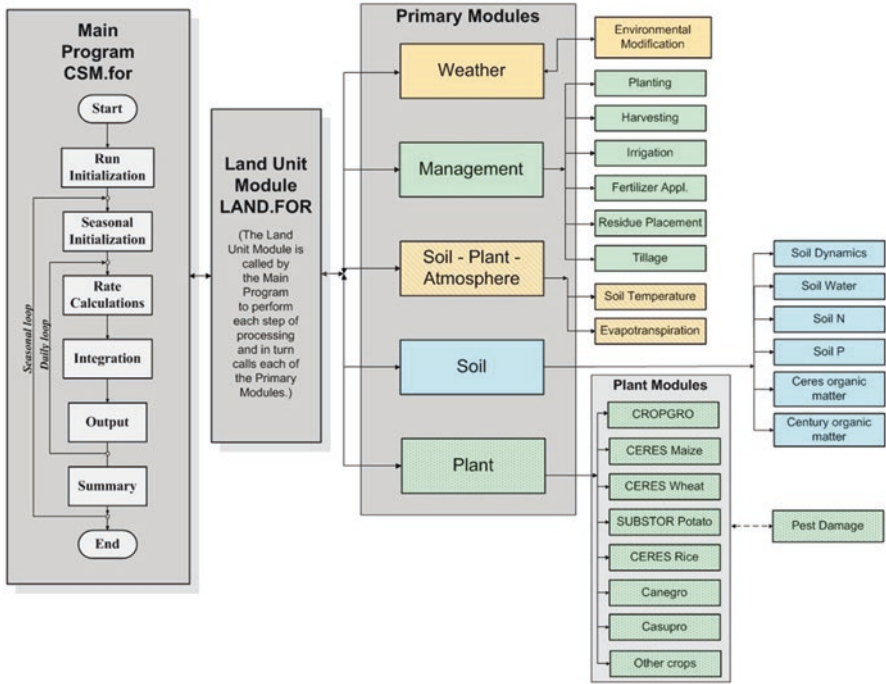 Main
Program
CSM.for
Start
Run
Initialization
Seasonal
Initialization
Rate
Calculations
Integration
Output
Summary
End
Seasonal loop
Daily loop
Land Unit
Module
LAND.FOR
(The Land
Unit Module is
called by
the Main
Program
to perform
each step of
processing
and in turn
calls each of
the Primary
Modules.)
Primary Modules
Weather
Management
Soil - Plant -
Atmosphere
Soil
Plant
Environmental
Modification
Planting
Harvesting
Irrigation
Fertilizer Appl.
Residue Placement
Tillage
Soil Temperature
Evapotranspiration
Soil Dynamics
Soil Water
Soil N
Soil P
Ceres organic
matter
Century organic
matter
Plant Modules
CROPGRO
CERES Maize
CERES Wheat
SUBSTOR Potato
CERES Rice
Canegro
Casupro
Other crops
Pest Damage